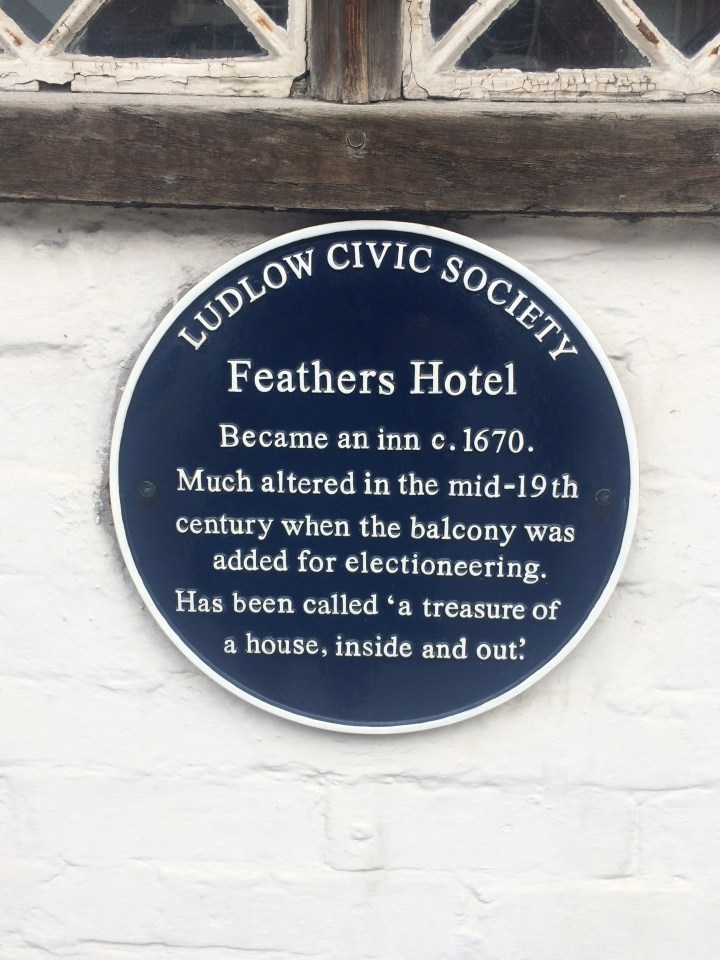 LUDLOW CIVIC SOCIETY
Feathers Hotel
Became an inn c.1670.
Much altered in the mid-19th
century when the balcony was
added for electioneering.
Has been called ‘a treasure of
a house, inside and out.’